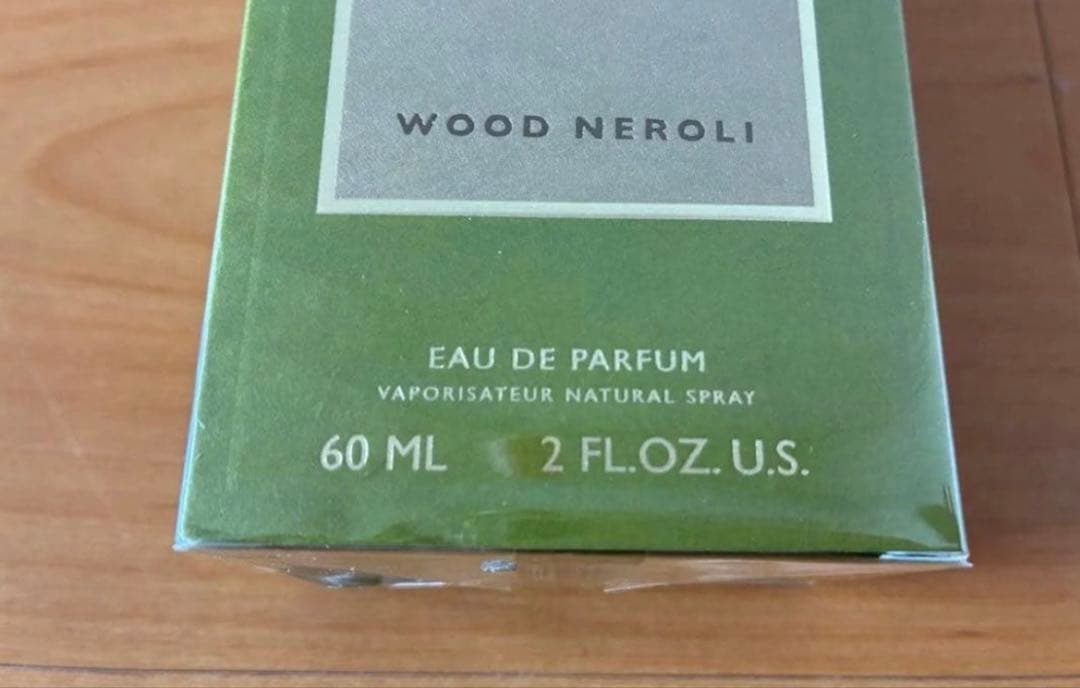 WOOD NEROLI
EAU DE PARFUM
VAPORISATEUR NATURAL SPRAY
60 ML 2 FL.OZ. U.S.